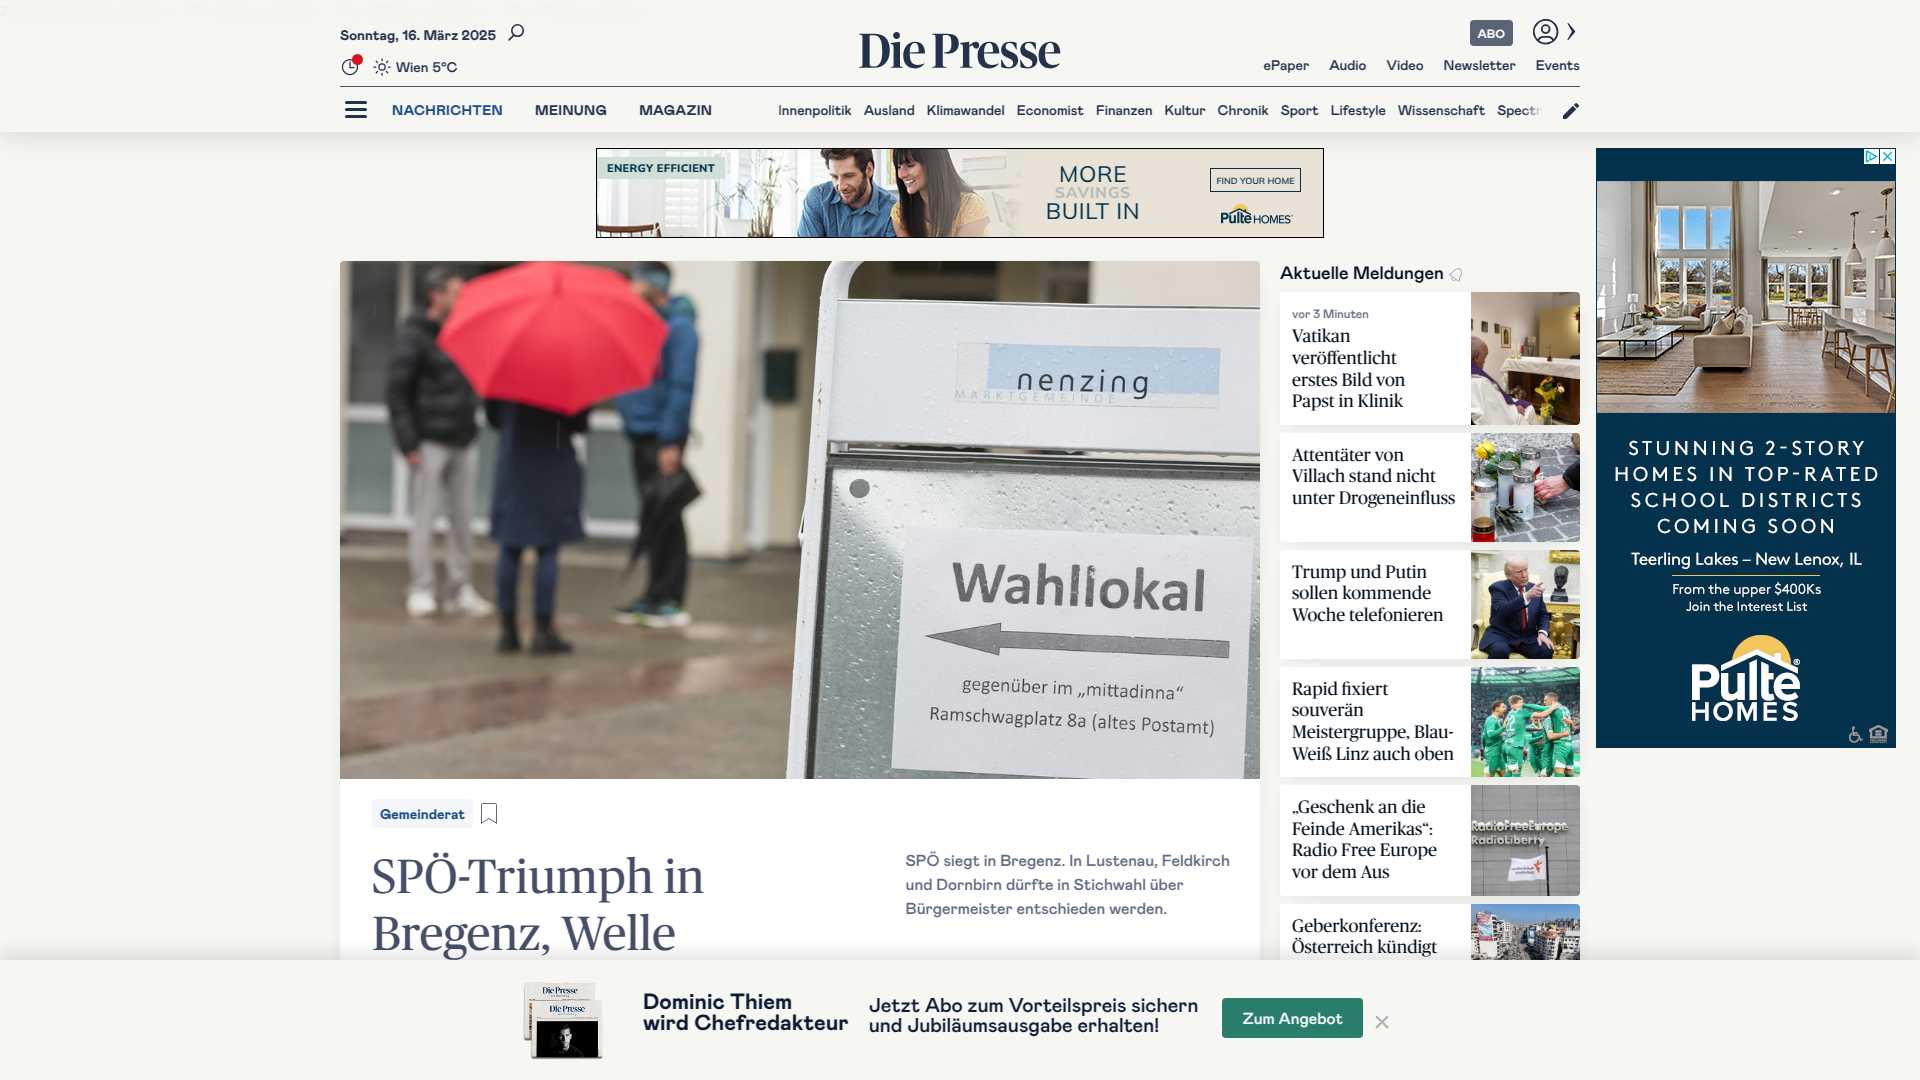 Sonntag, 16. März 2025
Wien 5°C
Die Presse
ABO
ePaper Audio Video Newsletter Events
NACHRICHTEN MEINUNG MAGAZIN
Innenpolitik Ausland Klimawandel Economist Finanzen Kultur Chronik Sport Lifestyle Wissenschaft Spectr
ENERGY EFFICIENT
MORE
SAVINGS
BUILT IN
FIND YOUR HOME
Pulte HOMES
nenzing
MARKTGEMEINDE
Wahllokal
gegenüber im „mittadinna“
Ramschwagplatz 8a (altes Postamt)
Gemeinderat
SPÖ-Triumph in
Bregenz, Welle
SPÖ siegt in Bregenz. In Lustenau, Feldkirch
und Dornbirn dürfte in Stichwahl über
Bürgermeister entschieden werden.
Aktuelle Meldungen
vor 3 Minuten
Vatikan
veröffentlicht
erstes Bild von
Papst in Klinik
Attentäter von
Villach stand nicht
unter Drogeneinfluss
Trump und Putin
sollen kommende
Woche telefonieren
Rapid fixiert
souverän
Meistergruppe, Blau-
Weiß Linz auch oben
„Geschenk an die
Feinde Amerikas“:
Radio Free Europe
vor dem Aus
RadioFreeEurope
RadioLiberty
Geberkonferenz:
Österreich kündigt
STUNNING 2-STORY
HOMES IN TOP-RATED
SCHOOL DISTRICTS
COMING SOON
Teerling Lakes – New Lenox, IL
From the upper $400Ks
Join the Interest List
Pulte®
HOMES
Die Presse
Die Presse
Dominic Thiem
wird Chefredakteur
Jetzt Abo zum Vorteilspreis sichern
und Jubiläumsausgabe erhalten!
Zum Angebot